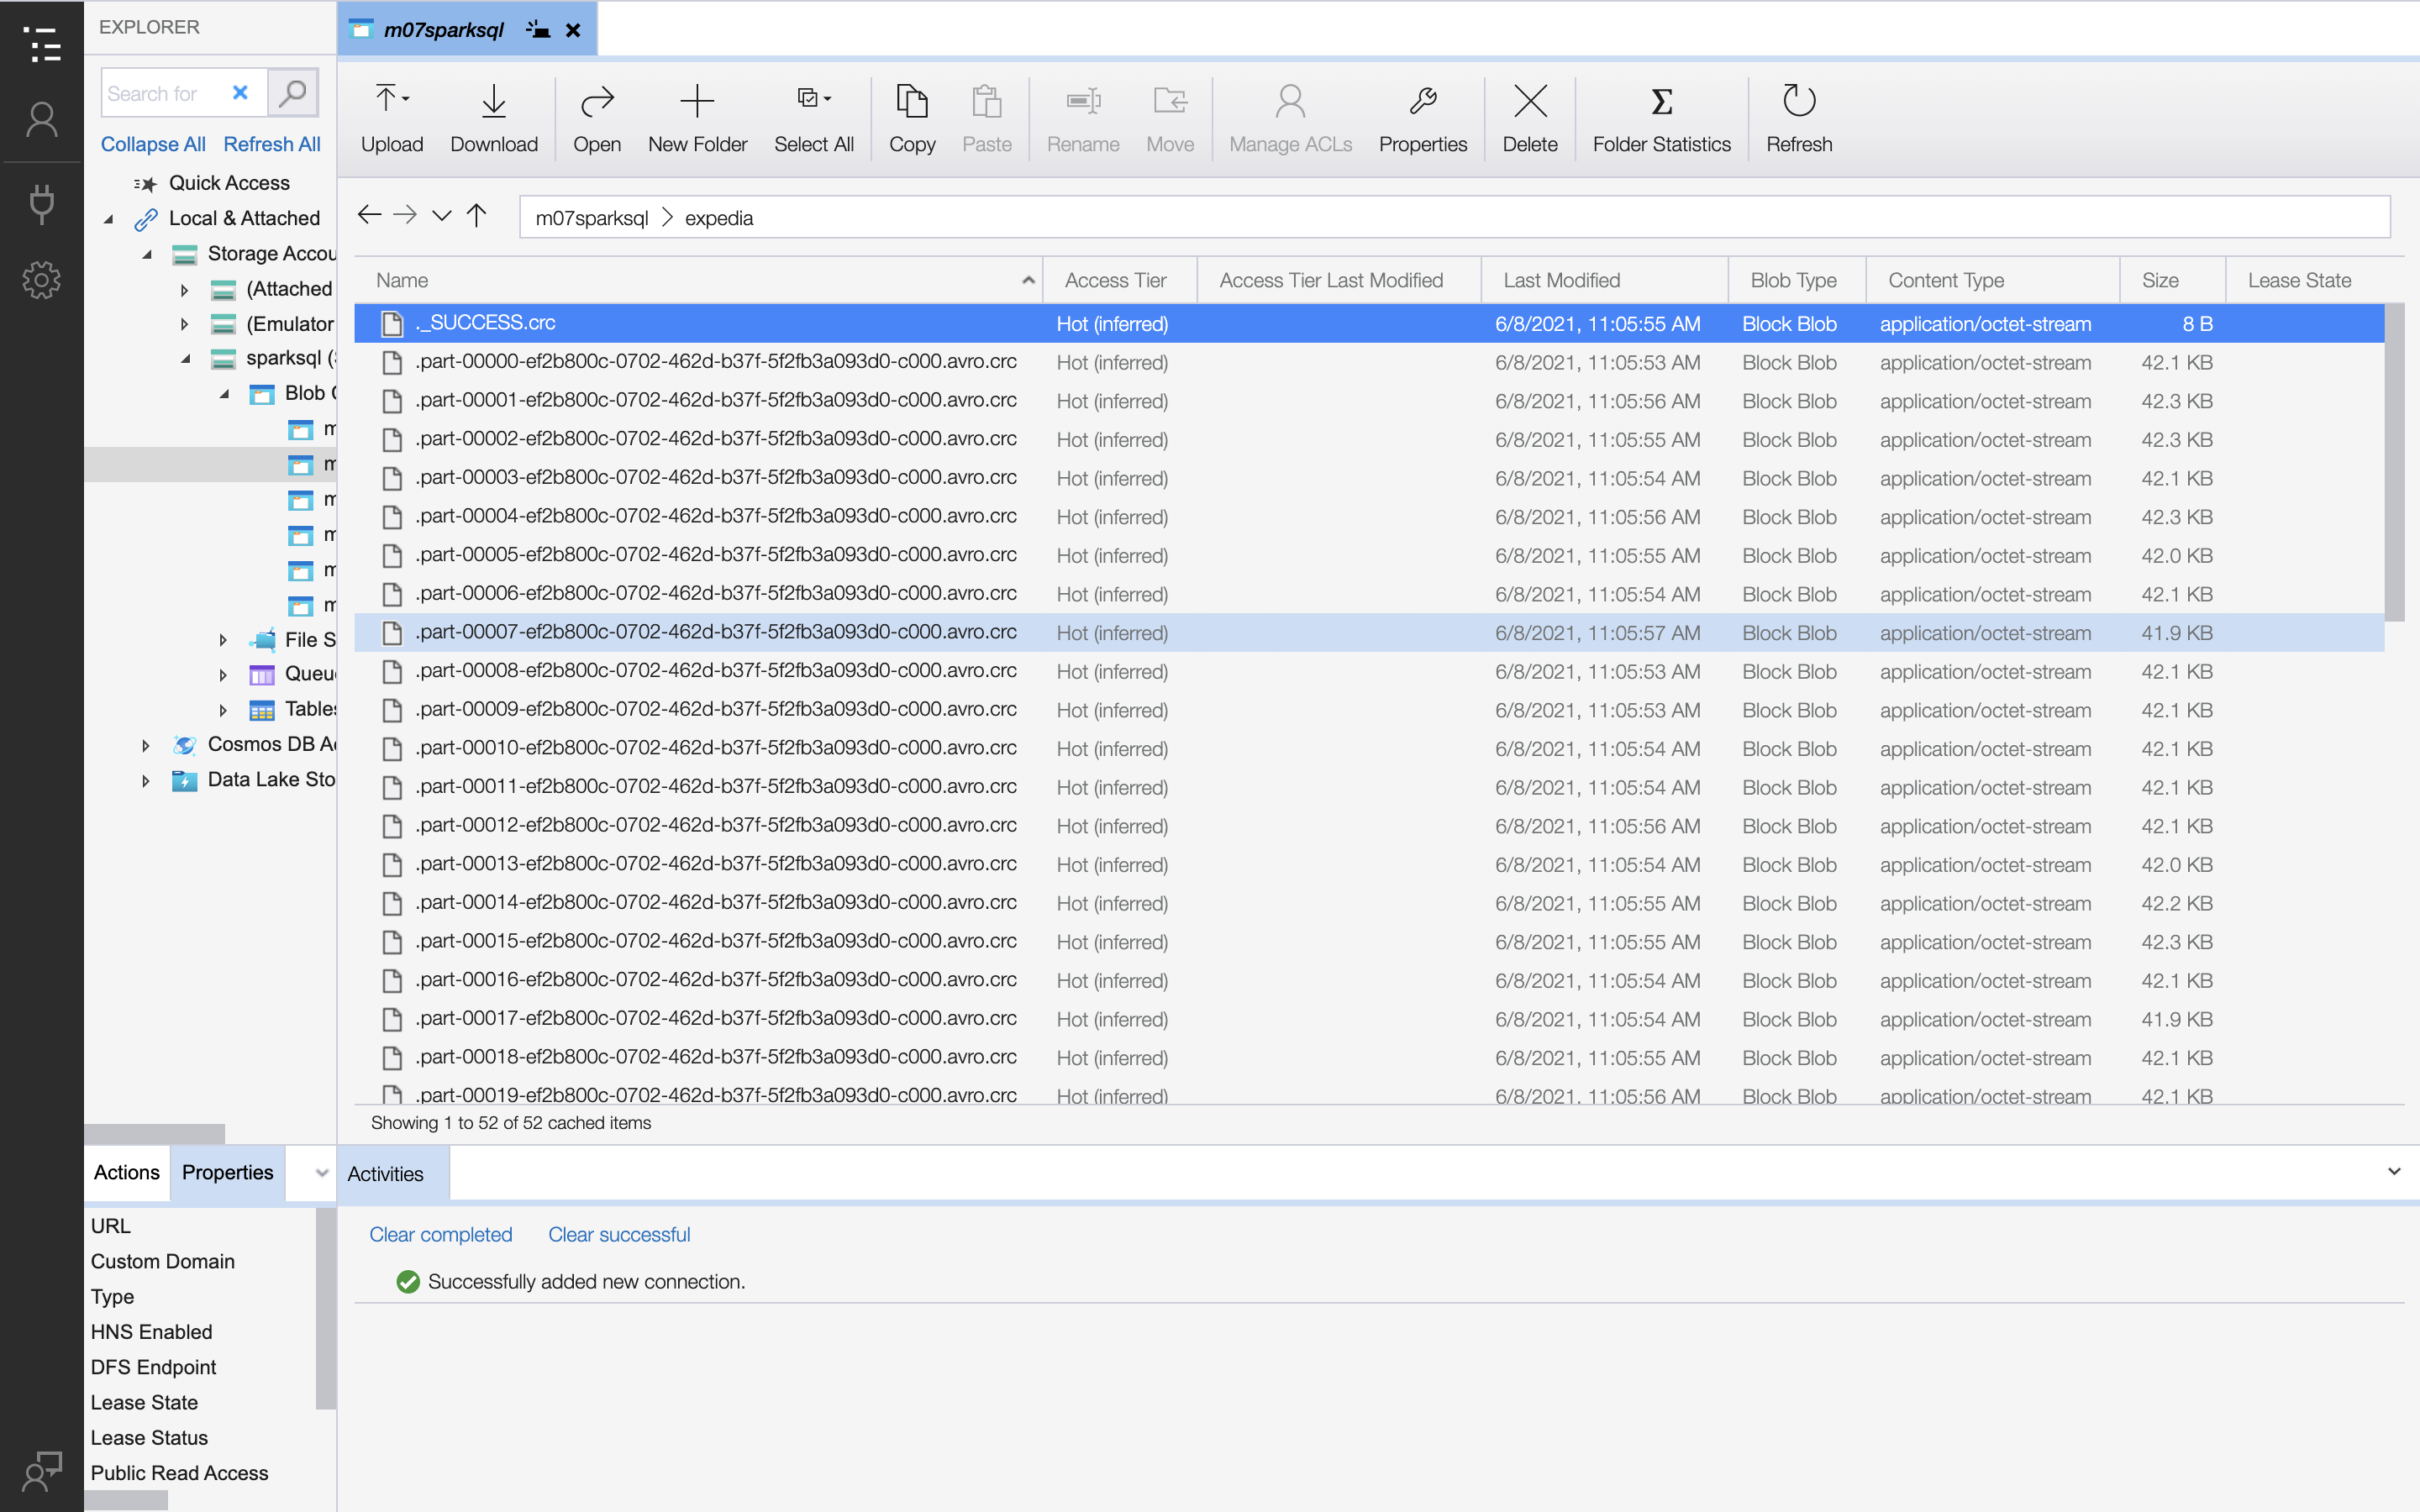 EXPLORER
m07sparksql
Search for
Collapse All Refresh All
Quick Access
Local & Attached
Storage Accou
(Attached
(Emulator
sparksql (
Blob
File S
Queu
Tables
Cosmos DB A
Data Lake Sto
Upload Download Open New Folder Select All Copy Paste Rename Move Manage ACLs Properties Delete Folder Statistics Refresh
m07sparksql > expedia
Name Access Tier Access Tier Last Modified Last Modified Blob Type Content Type Size Lease State
._SUCCESS.crc Hot (inferred) 6/8/2021, 11:05:55 AM Block Blob application/octet-stream 8 B
.part-00000-ef2b800c-0702-462d-b37f-5f2fb3a093d0-c000.avro.crc Hot (inferred) 6/8/2021, 11:05:53 AM Block Blob application/octet-stream 42.1 KB
.part-00001-ef2b800c-0702-462d-b37f-5f2fb3a093d0-c000.avro.crc Hot (inferred) 6/8/2021, 11:05:56 AM Block Blob application/octet-stream 42.3 KB
.part-00002-ef2b800c-0702-462d-b37f-5f2fb3a093d0-c000.avro.crc Hot (inferred) 6/8/2021, 11:05:55 AM Block Blob application/octet-stream 42.3 KB
.part-00003-ef2b800c-0702-462d-b37f-5f2fb3a093d0-c000.avro.crc Hot (inferred) 6/8/2021, 11:05:54 AM Block Blob application/octet-stream 42.1 KB
.part-00004-ef2b800c-0702-462d-b37f-5f2fb3a093d0-c000.avro.crc Hot (inferred) 6/8/2021, 11:05:56 AM Block Blob application/octet-stream 42.3 KB
.part-00005-ef2b800c-0702-462d-b37f-5f2fb3a093d0-c000.avro.crc Hot (inferred) 6/8/2021, 11:05:55 AM Block Blob application/octet-stream 42.0 KB
.part-00006-ef2b800c-0702-462d-b37f-5f2fb3a093d0-c000.avro.crc Hot (inferred) 6/8/2021, 11:05:54 AM Block Blob application/octet-stream 42.1 KB
.part-00007-ef2b800c-0702-462d-b37f-5f2fb3a093d0-c000.avro.crc Hot (inferred) 6/8/2021, 11:05:57 AM Block Blob application/octet-stream 41.9 KB
.part-00008-ef2b800c-0702-462d-b37f-5f2fb3a093d0-c000.avro.crc Hot (inferred) 6/8/2021, 11:05:53 AM Block Blob application/octet-stream 42.1 KB
.part-00009-ef2b800c-0702-462d-b37f-5f2fb3a093d0-c000.avro.crc Hot (inferred) 6/8/2021, 11:05:53 AM Block Blob application/octet-stream 42.1 KB
.part-00010-ef2b800c-0702-462d-b37f-5f2fb3a093d0-c000.avro.crc Hot (inferred) 6/8/2021, 11:05:54 AM Block Blob application/octet-stream 42.1 KB
.part-00011-ef2b800c-0702-462d-b37f-5f2fb3a093d0-c000.avro.crc Hot (inferred) 6/8/2021, 11:05:54 AM Block Blob application/octet-stream 42.1 KB
.part-00012-ef2b800c-0702-462d-b37f-5f2fb3a093d0-c000.avro.crc Hot (inferred) 6/8/2021, 11:05:56 AM Block Blob application/octet-stream 42.1 KB
.part-00013-ef2b800c-0702-462d-b37f-5f2fb3a093d0-c000.avro.crc Hot (inferred) 6/8/2021, 11:05:54 AM Block Blob application/octet-stream 42.0 KB
.part-00014-ef2b800c-0702-462d-b37f-5f2fb3a093d0-c000.avro.crc Hot (inferred) 6/8/2021, 11:05:55 AM Block Blob application/octet-stream 42.2 KB
.part-00015-ef2b800c-0702-462d-b37f-5f2fb3a093d0-c000.avro.crc Hot (inferred) 6/8/2021, 11:05:55 AM Block Blob application/octet-stream 42.3 KB
.part-00016-ef2b800c-0702-462d-b37f-5f2fb3a093d0-c000.avro.crc Hot (inferred) 6/8/2021, 11:05:54 AM Block Blob application/octet-stream 42.1 KB
.part-00017-ef2b800c-0702-462d-b37f-5f2fb3a093d0-c000.avro.crc Hot (inferred) 6/8/2021, 11:05:54 AM Block Blob application/octet-stream 41.9 KB
.part-00018-ef2b800c-0702-462d-b37f-5f2fb3a093d0-c000.avro.crc Hot (inferred) 6/8/2021, 11:05:55 AM Block Blob application/octet-stream 42.1 KB
.part-00019-ef2b800c-0702-462d-b37f-5f2fb3a093d0-c000.avro.crc Hot (inferred) 6/8/2021, 11:05:56 AM Block Blob application/octet-stream 42.1 KB
Showing 1 to 52 of 52 cached items
Actions Properties
URL
Custom Domain
Type
HNS Enabled
DFS Endpoint
Lease State
Lease Status
Public Read Access
Activities
Clear completed Clear successful
Successfully added new connection.